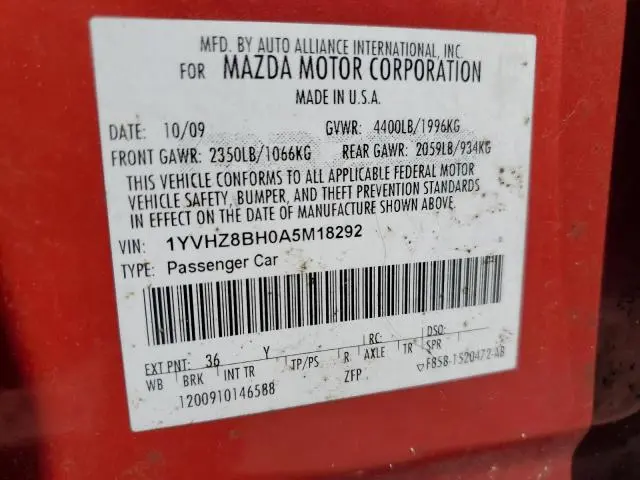 MFD. BY AUTO ALLIANCE INTERNATIONAL, INC.
FOR MAZDA MOTOR CORPORATION
MADE IN U.S.A.
DATE: 10/09 GVWR: 4400LB/1996KG
FRONT GAWR: 2350LB/1066KG REAR GAWR: 2059LB/934KG
THIS VEHICLE CONFORMS TO ALL APPLICABLE FEDERAL MOTOR
VEHICLE SAFETY, BUMPER, AND THEFT PREVENTION STANDARDS
IN EFFECT ON THE DATE OF MANUFACTURE SHOWN ABOVE.
VIN: 1YVHZ8BH0A5M18292
TYPE: Passenger Car
EXT PNT: 36 Y RC: DSO:
WB BRK INT TR TP/PS R AXLE TR SPR
1200910146588 ZFP F858-1520472-AB